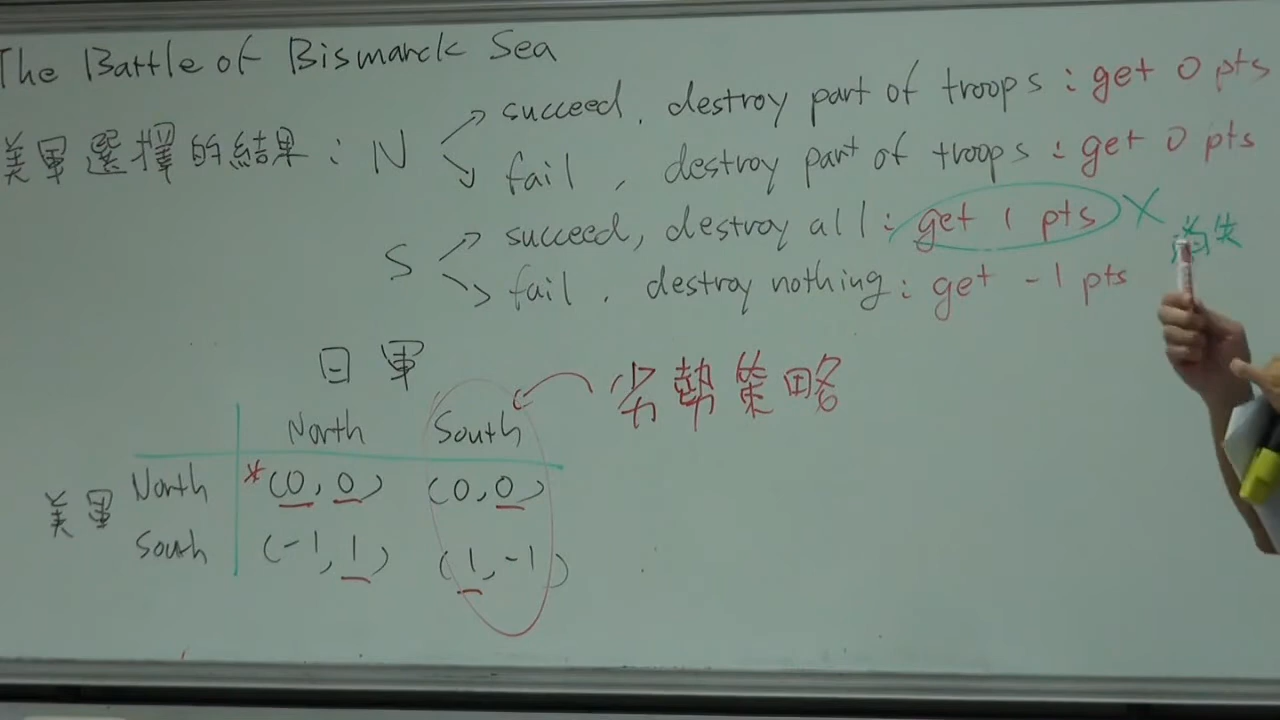 The Battle of Bismarck Sea
美軍選擇的結果：N
succeed, destroy part of troops : get 0 pts
fail, destroy part of troops : get 0 pts
S
succeed, destroy all : get 1 pts X
消失
fail, destroy nothing : get -1 pts
日軍
劣勢策略
North South
美軍
North *(0, 0) (0, 0)
South (-1, 1) (1, -1)